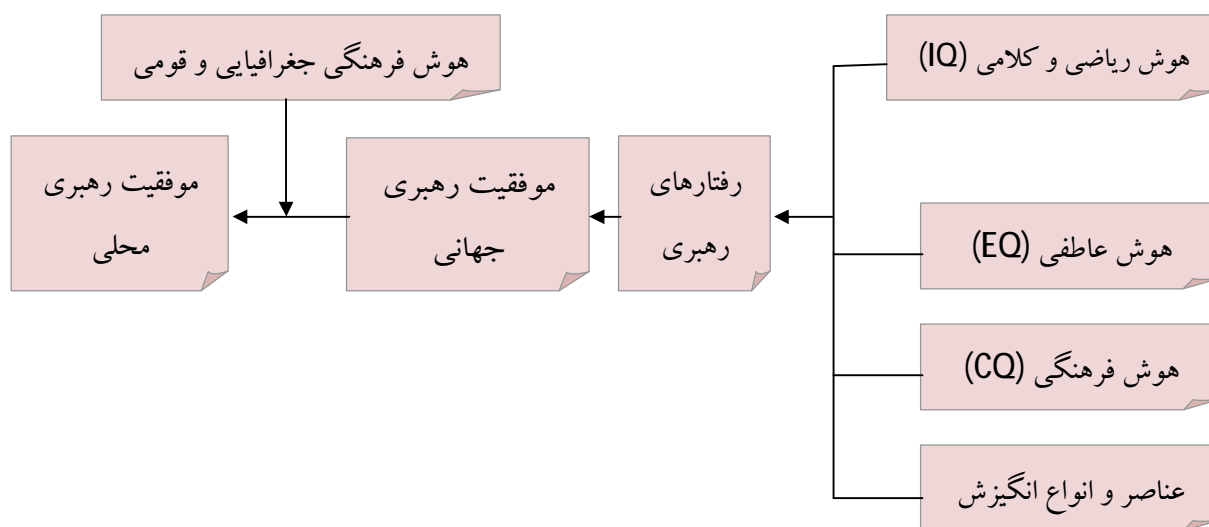 هوش ریاضی و کلامی (IQ)
هوش فرهنگی جغرافیایی و قومی
رفتارهای
رهبری
موفقیت رهبری
جهانی
موفقیت رهبری
محلی
هوش عاطفی (EQ)
هوش فرهنگی (CQ)
عناصر و انواع انگیزش